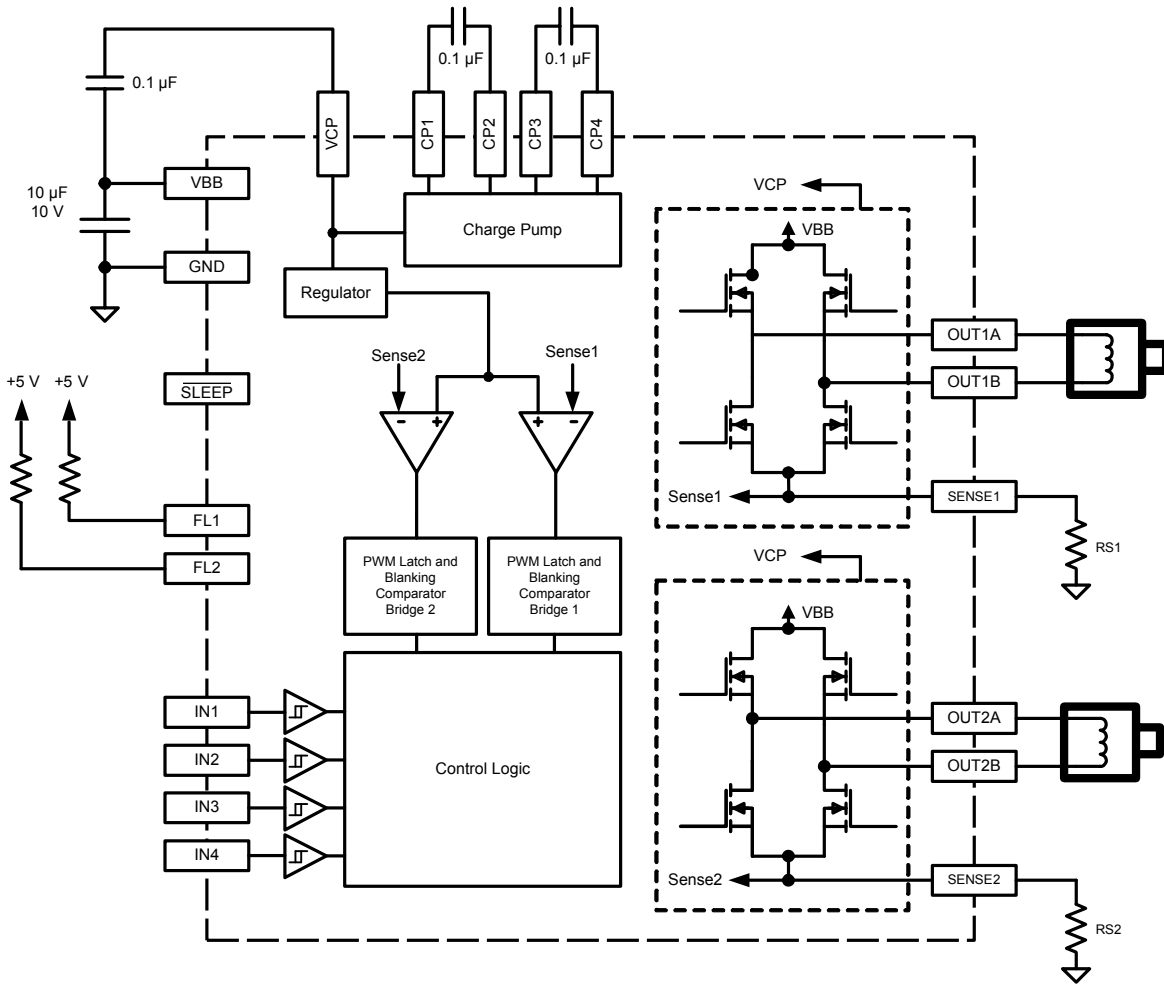 0.1 µF
0.1 µF
0.1 µF
VCP
CP1
CP2
CP3
CP4
VBB
10 µF
10 V
GND
Charge Pump
Regulator
VCP
VBB
OUT1A
OUT1B
Sense2
Sense1
+5 V
+5 V
SLEEP
- +
+ -
Sense1
SENSE1
RS1
FL1
FL2
PWM Latch and
Blanking
Comparator
Bridge 2
PWM Latch and
Blanking
Comparator
Bridge 1
VCP
VBB
IN1
IN2
IN3
IN4
Control Logic
OUT2A
OUT2B
Sense2
SENSE2
RS2